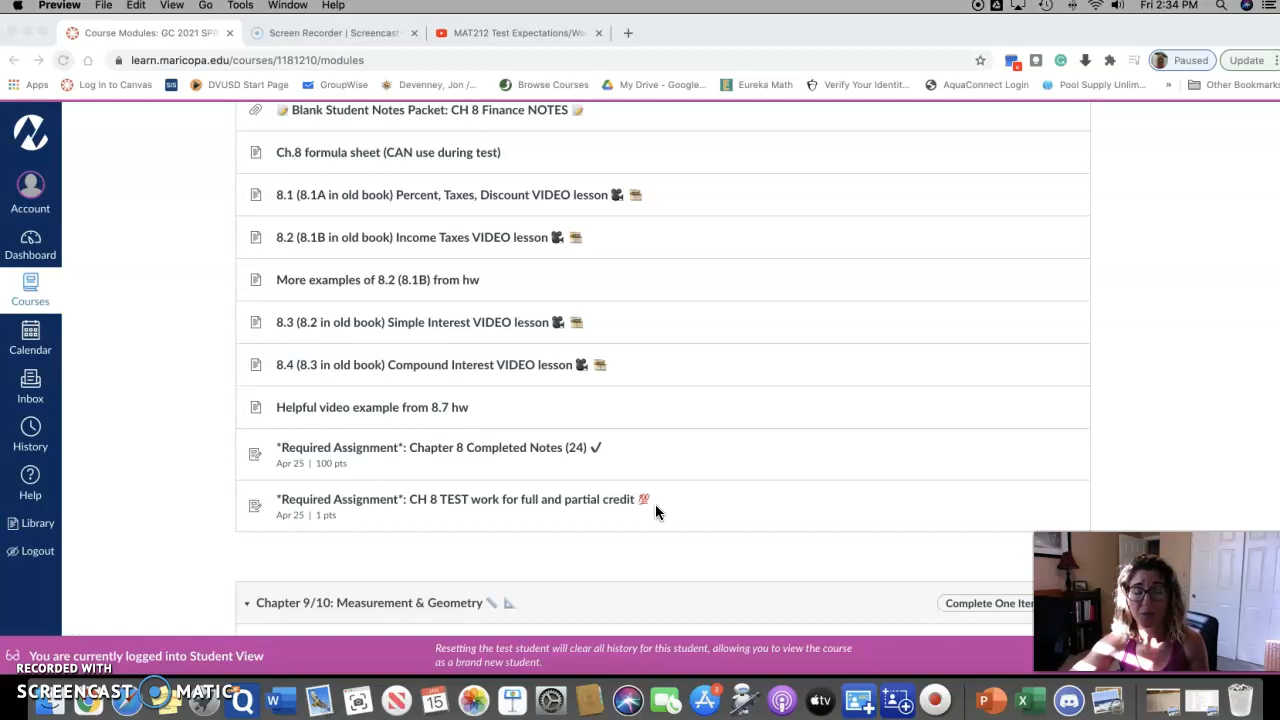 Preview File Edit View Go Tools Window Help Fri 2:34 PM
Course Modules: GC 2021 SPR Screen Recorder | Screencast MAT212 Test Expectations/Wo
learn.maricopa.edu/courses/1181210/modules Paused Update
Apps Log In to Canvas SIS DVUSD Start Page GroupWise Devenney, Jon /... Browse Courses My Drive - Google... Eureka Math Verify Your Identit... AquaConnect Login Pool Supply Unlim... » Other Bookmarks
Blank Student Notes Packet: CH 8 Finance NOTES
Ch.8 formula sheet (CAN use during test)
8.1 (8.1A in old book) Percent, Taxes, Discount VIDEO lesson
8.2 (8.1B in old book) Income Taxes VIDEO lesson
More examples of 8.2 (8.1B) from hw
8.3 (8.2 in old book) Simple Interest VIDEO lesson
8.4 (8.3 in old book) Compound Interest VIDEO lesson
Helpful video example from 8.7 hw
*Required Assignment*: Chapter 8 Completed Notes (24) ✓
Apr 25 | 100 pts
*Required Assignment*: CH 8 TEST work for full and partial credit 💯
Apr 25 | 1 pts
Chapter 9/10: Measurement & Geometry
Complete One Iter
Account
Dashboard
Courses
Calendar
Inbox
History
Help
Library
Logout
You are currently logged into Student View
Resetting the test student will clear all history for this student, allowing you to view the course
as a brand new student.
RECORDED WITH
SCREENCAST MATIC
JAN
15
3